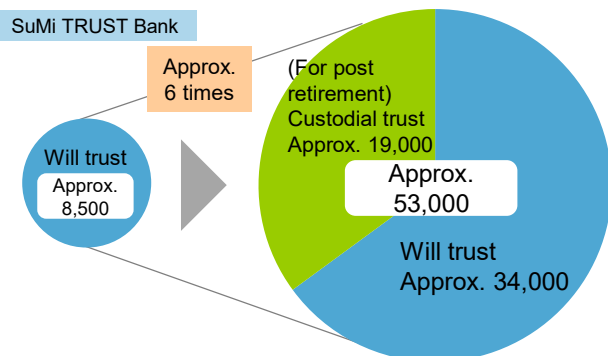 SuMi TRUST Bank
Approx.
6 times
Will trust
Approx.
8,500
(For post
retirement)
Custodial trust
Approx. 19,000
Approx.
53,000
Will trust
Approx. 34,000